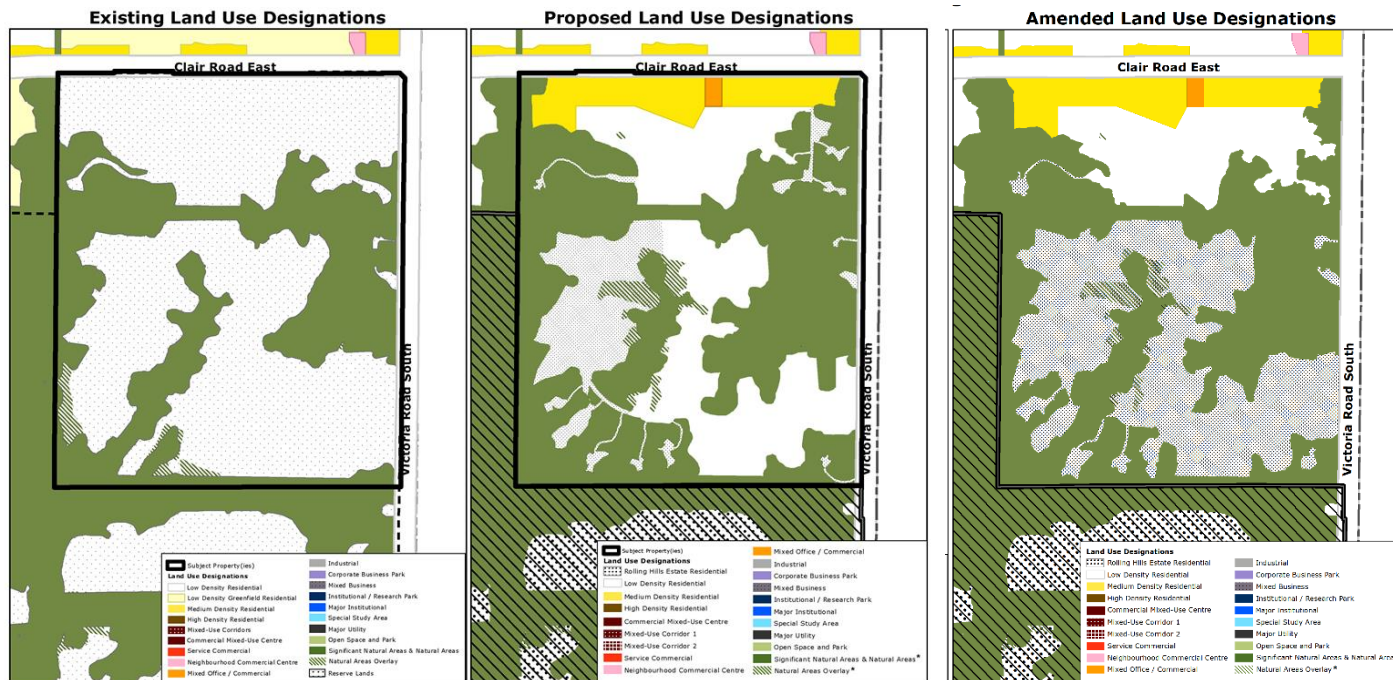 Existing Land Use Designations
Clair Road East
Victoria Road South
Subject Property(ies)
Land Use Designations
Low Density Residential
Low Density Greenfield Residential
Medium Density Residential
High Density Residential
Mixed-Use Corridors
Commercial Mixed-Use Centre
Service Commercial
Neighbourhood Commercial Centre
Mixed Office / Commercial
Industrial
Corporate Business Park
Mixed Business
Institutional / Research Park
Major Institutional
Special Study Area
Major Utility
Open Space and Park
Significant Natural Areas & Natural Areas
Natural Areas Overlay
Reserve Lands
Proposed Land Use Designations
Clair Road East
Victoria Road South
Subject Property(ies)
Land Use Designations
Rolling Hills Estate Residential
Low Density Residential
Medium Density Residential
High Density Residential
Commercial Mixed-Use Centre
Mixed-Use Corridor 1
Mixed-Use Corridor 2
Service Commercial
Neighbourhood Commercial Centre
Mixed Office / Commercial
Industrial
Corporate Business Park
Mixed Business
Institutional / Research Park
Major Institutional
Special Study Area
Major Utility
Open Space and Park
Significant Natural Areas & Natural Areas*
Natural Areas Overlay*
Amended Land Use Designations
Clair Road East
Victoria Road South
Land Use Designations
Rolling Hills Estate Residential
Low Density Residential
Medium Density Residential
High Density Residential
Commercial Mixed-Use Centre
Mixed-Use Corridor 1
Mixed-Use Corridor 2
Service Commercial
Neighbourhood Commercial Centre
Mixed Office / Commercial
Industrial
Corporate Business Park
Mixed Business
Institutional / Research Park
Major Institutional
Special Study Area
Major Utility
Open Space and Park
Significant Natural Areas & Natural Areas
Natural Areas Overlay*